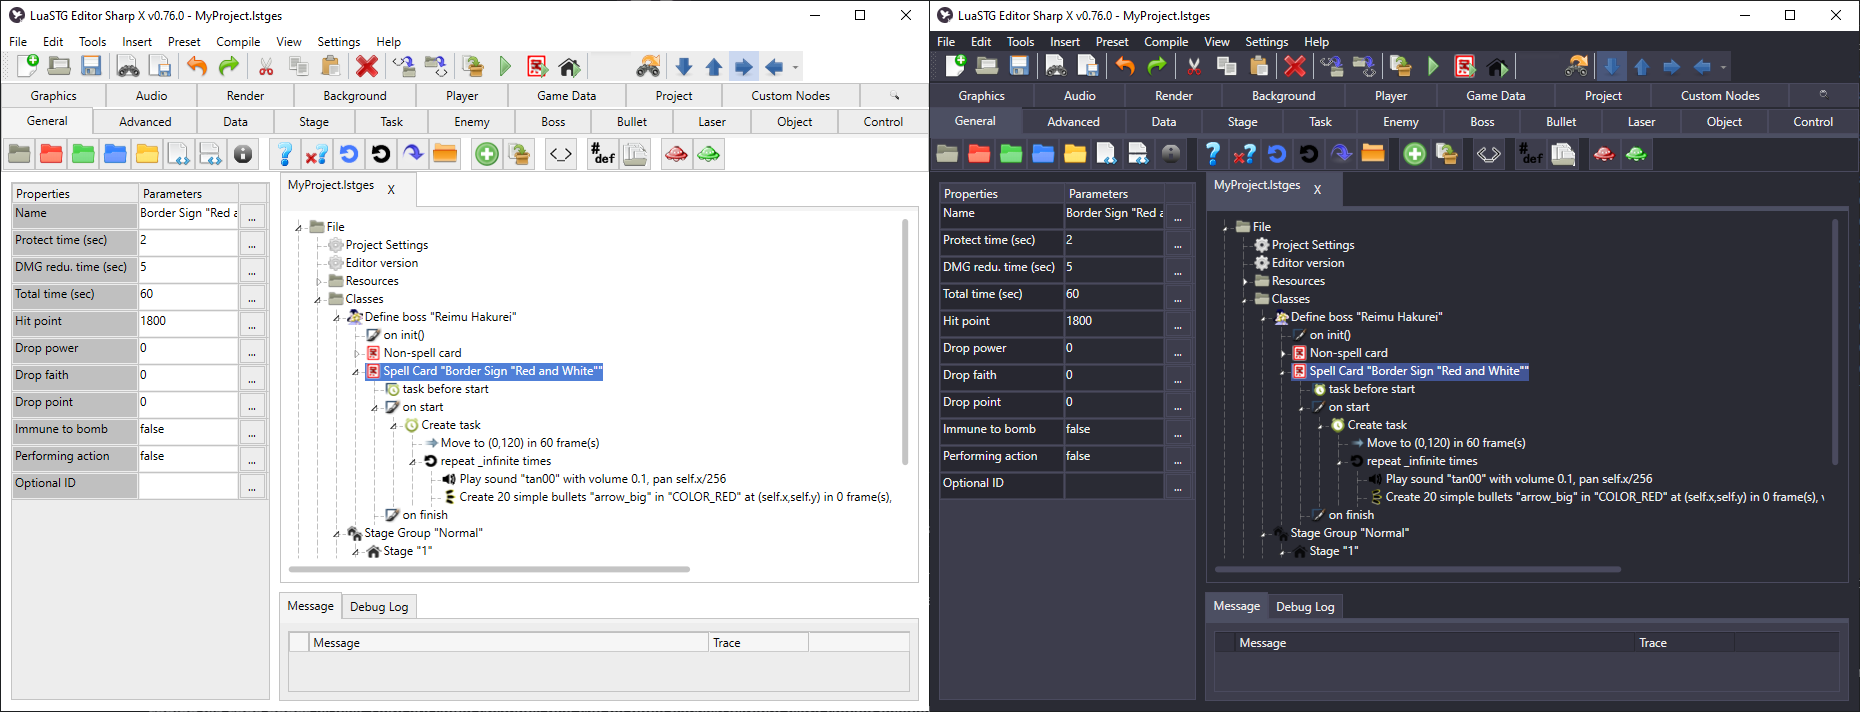 LuaSTG Editor Sharp X v0.76.0 - MyProject.lstges
File Edit Tools Insert Preset Compile View Settings Help
Graphics Audio Render Background Player Game Data Project Custom Nodes
General Advanced Data Stage Task Enemy Boss Bullet Laser Object Control
#def
Properties Parameters
Name Border Sign "Red a ...
Protect time (sec) 2 ...
DMG redu. time (sec) 5 ...
Total time (sec) 60 ...
Hit point 1800 ...
Drop power 0 ...
Drop faith 0 ...
Drop point 0 ...
Immune to bomb false ...
Performing action false ...
Optional ID ...
MyProject.lstges X
File
Project Settings
Editor version
Resources
Classes
Define boss "Reimu Hakurei"
on init()
Non-spell card
Spell Card "Border Sign "Red and White""
task before start
on start
Create task
Move to (0,120) in 60 frame(s)
repeat _infinite times
Play sound "tan00" with volume 0.1, pan self.x/256
Create 20 simple bullets "arrow_big" in "COLOR_RED" at (self.x,self.y) in 0 frame(s),
on finish
Stage Group "Normal"
Stage "1"
Message Debug Log
Message Trace
LuaSTG Editor Sharp X v0.76.0 - MyProject.lstges
File Edit Tools Insert Preset Compile View Settings Help
Graphics Audio Render Background Player Game Data Project Custom Nodes
General Advanced Data Stage Task Enemy Boss Bullet Laser Object Control
#def
Properties Parameters
Name Border Sign "Red a ...
Protect time (sec) 2 ...
DMG redu. time (sec) 5 ...
Total time (sec) 60 ...
Hit point 1800 ...
Drop power 0 ...
Drop faith 0 ...
Drop point 0 ...
Immune to bomb false ...
Performing action false ...
Optional ID ...
MyProject.lstges X
File
Project Settings
Editor version
Resources
Classes
Define boss "Reimu Hakurei"
on init()
Non-spell card
Spell Card "Border Sign "Red and White""
task before start
on start
Create task
Move to (0,120) in 60 frame(s)
repeat _infinite times
Play sound "tan00" with volume 0.1, pan self.x/256
Create 20 simple bullets "arrow_big" in "COLOR_RED" at (self.x,self.y) in 0 frame(s), v
on finish
Stage Group "Normal"
Stage "1"
Message Debug Log
Message Trace